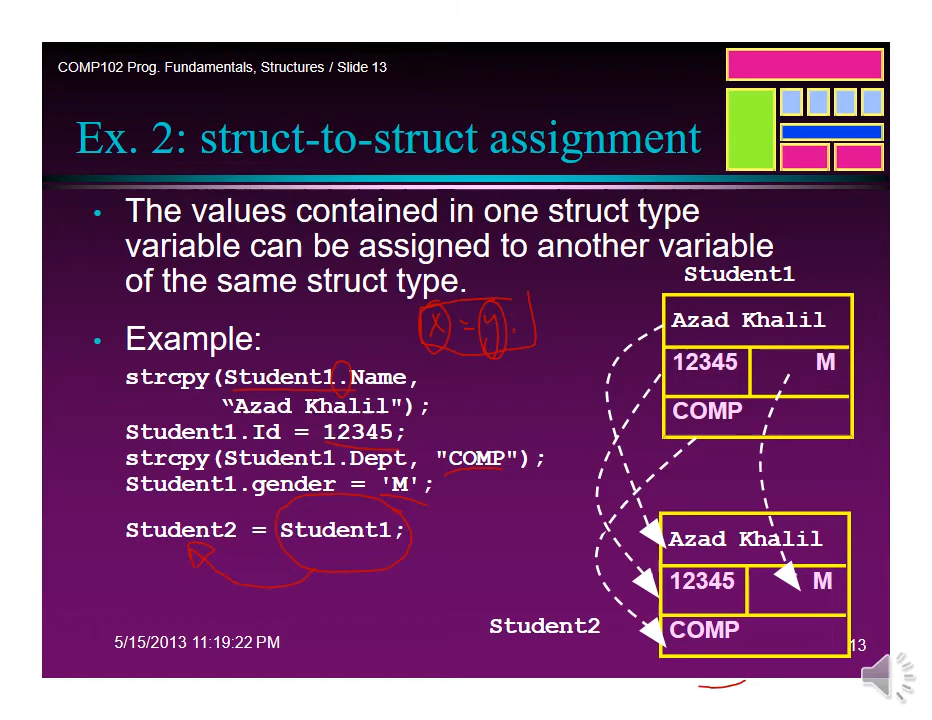 COMP102 Prog. Fundamentals, Structures / Slide 13
Ex. 2: struct-to-struct assignment
• The values contained in one struct type
variable can be assigned to another variable
of the same struct type.
x = y.
• Example:
strcpy(Student1.Name,
“Azad Khalil");
Student1.Id = 12345;
strcpy(Student1.Dept, "COMP");
Student1.gender = 'M';
Student2 = Student1;
Student1
Azad Khalil
12345 M
COMP
Azad Khalil
12345 M
COMP
Student2
5/15/2013 11:19:22 PM
13